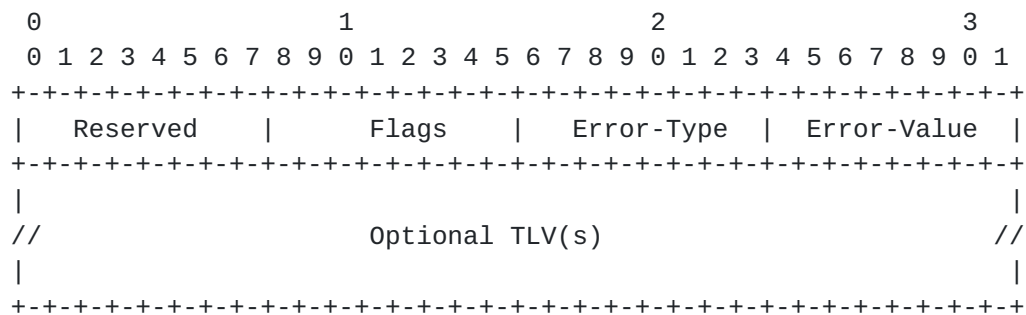 0                   1                   2                   3
 0 1 2 3 4 5 6 7 8 9 0 1 2 3 4 5 6 7 8 9 0 1 2 3 4 5 6 7 8 9 0 1
+-+-+-+-+-+-+-+-+-+-+-+-+-+-+-+-+-+-+-+-+-+-+-+-+-+-+-+-+-+-+-+-+
|   Reserved    |      Flags    |   Error-Type  |  Error-Value  |
+-+-+-+-+-+-+-+-+-+-+-+-+-+-+-+-+-+-+-+-+-+-+-+-+-+-+-+-+-+-+-+-+
|                                                               |
//                     Optional TLV(s)                         //
|                                                               |
+-+-+-+-+-+-+-+-+-+-+-+-+-+-+-+-+-+-+-+-+-+-+-+-+-+-+-+-+-+-+-+-+